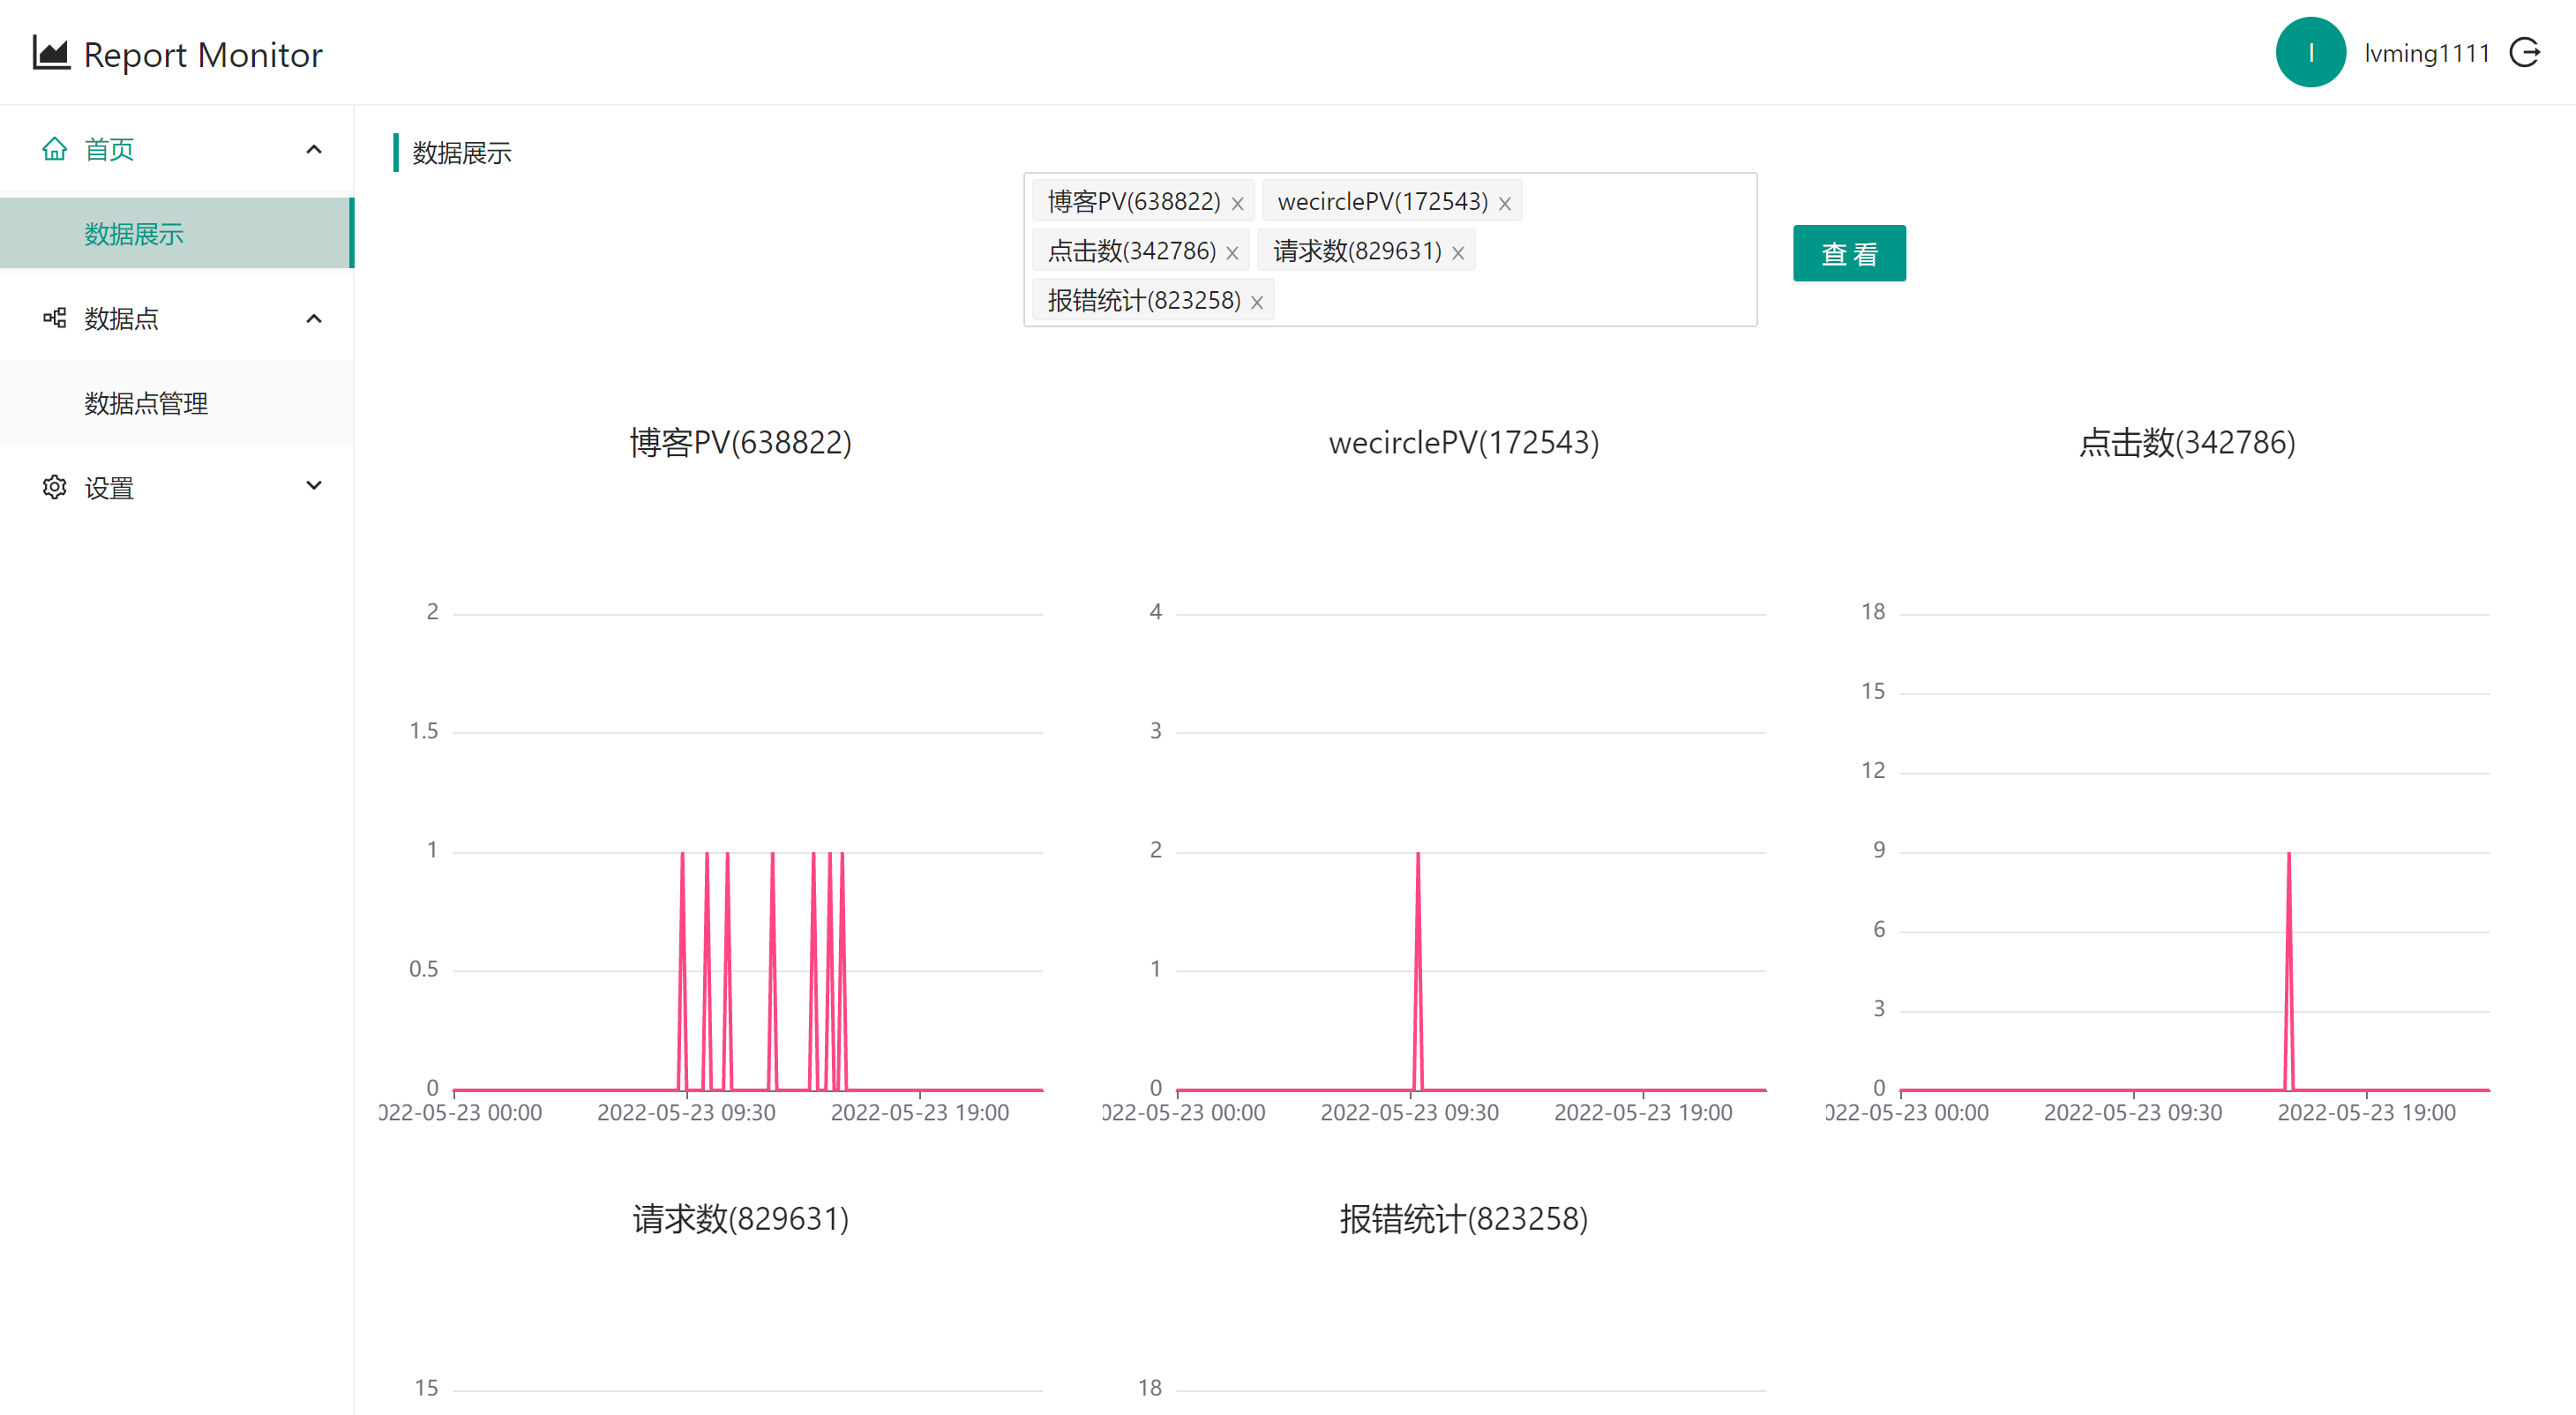 Report Monitor
l lvming1111
首页
数据展示
数据点
数据点管理
设置
数据展示
博客PV(638822) x wecirclePV(172543) x
点击数(342786) x 请求数(829631) x
报错统计(823258) x
查看
博客PV(638822)
2
1.5
1
0.5
0
022-05-23 00:00 2022-05-23 09:30 2022-05-23 19:00
wecirclePV(172543)
4
3
2
1
0
022-05-23 00:00 2022-05-23 09:30 2022-05-23 19:00
点击数(342786)
18
15
12
9
6
3
0
022-05-23 00:00 2022-05-23 09:30 2022-05-23 19:00
请求数(829631)
15
报错统计(823258)
18